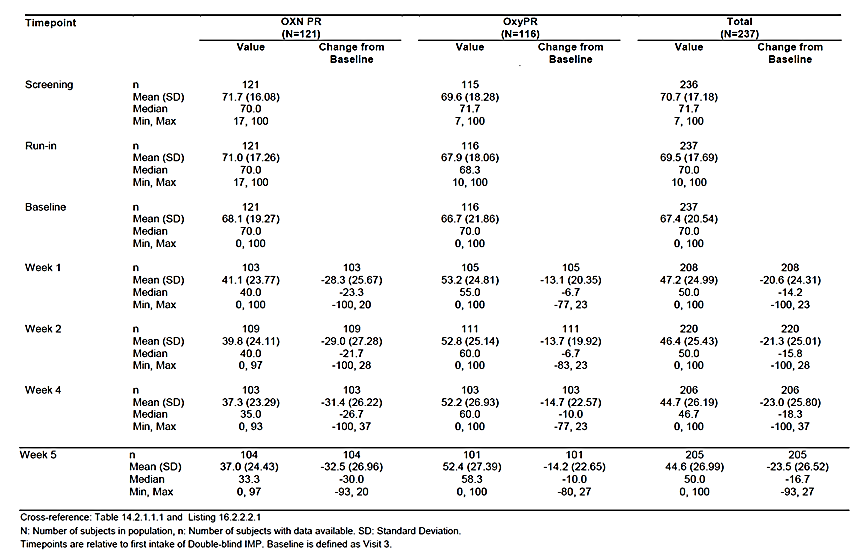 Timepoint OXN PR OxyPR Total
(N=121) (N=116) (N=237)
Value Change from Value Change from Value Change from
Baseline Baseline Baseline
Screening n 121 115 236
Mean (SD) 71.7 (16.08) 69.6 (18.28) 70.7 (17.18)
Median 70.0 71.7 71.7
Min, Max 17, 100 7, 100 7, 100
Run-in n 121 116 237
Mean (SD) 71.0 (17.26) 67.9 (18.06) 69.5 (17.69)
Median 70.0 68.3 70.0
Min, Max 17, 100 10, 100 10, 100
Baseline n 121 116 237
Mean (SD) 68.1 (19.27) 66.7 (21.86) 67.4 (20.54)
Median 70.0 70.0 70.0
Min, Max 0, 100 0, 100 0, 100
Week 1 n 103 103 105 105 208 208
Mean (SD) 41.1 (23.77) -28.3 (25.67) 53.2 (24.81) -13.1 (20.35) 47.2 (24.99) -20.6 (24.31)
Median 40.0 -23.3 55.0 -6.7 50.0 -14.2
Min, Max 0, 100 -100, 20 0, 100 -77, 23 0, 100 -100, 23
Week 2 n 109 109 111 111 220 220
Mean (SD) 39.8 (24.11) -29.0 (27.28) 52.8 (25.14) -13.7 (19.92) 46.4 (25.43) -21.3 (25.01)
Median 40.0 -21.7 60.0 -6.7 50.0 -15.8
Min, Max 0, 97 -100, 28 0, 100 -83, 23 0, 100 -100, 28
Week 4 n 103 103 103 103 206 206
Mean (SD) 37.3 (23.29) -31.4 (26.22) 52.2 (26.93) -14.7 (22.57) 44.7 (26.19) -23.0 (25.80)
Median 35.0 -26.7 60.0 -10.0 46.7 -18.3
Min, Max 0, 93 -100, 37 0, 100 -77, 23 0, 100 -100, 37
Week 5 n 104 104 101 101 205 205
Mean (SD) 37.0 (24.43) -32.5 (26.96) 52.4 (27.39) -14.2 (22.65) 44.6 (26.99) -23.5 (26.52)
Median 33.3 -30.0 58.3 -10.0 50.0 -16.7
Min, Max 0, 97 -93, 20 0, 100 -80, 27 0, 100 -93, 27
Cross-reference: Table 14.2.1.1.1 and Listing 16.2.2.2.1
N: Number of subjects in population, n: Number of subjects with data available. SD: Standard Deviation.
Timepoints are relative to first intake of Double-blind IMP. Baseline is defined as Visit 3.